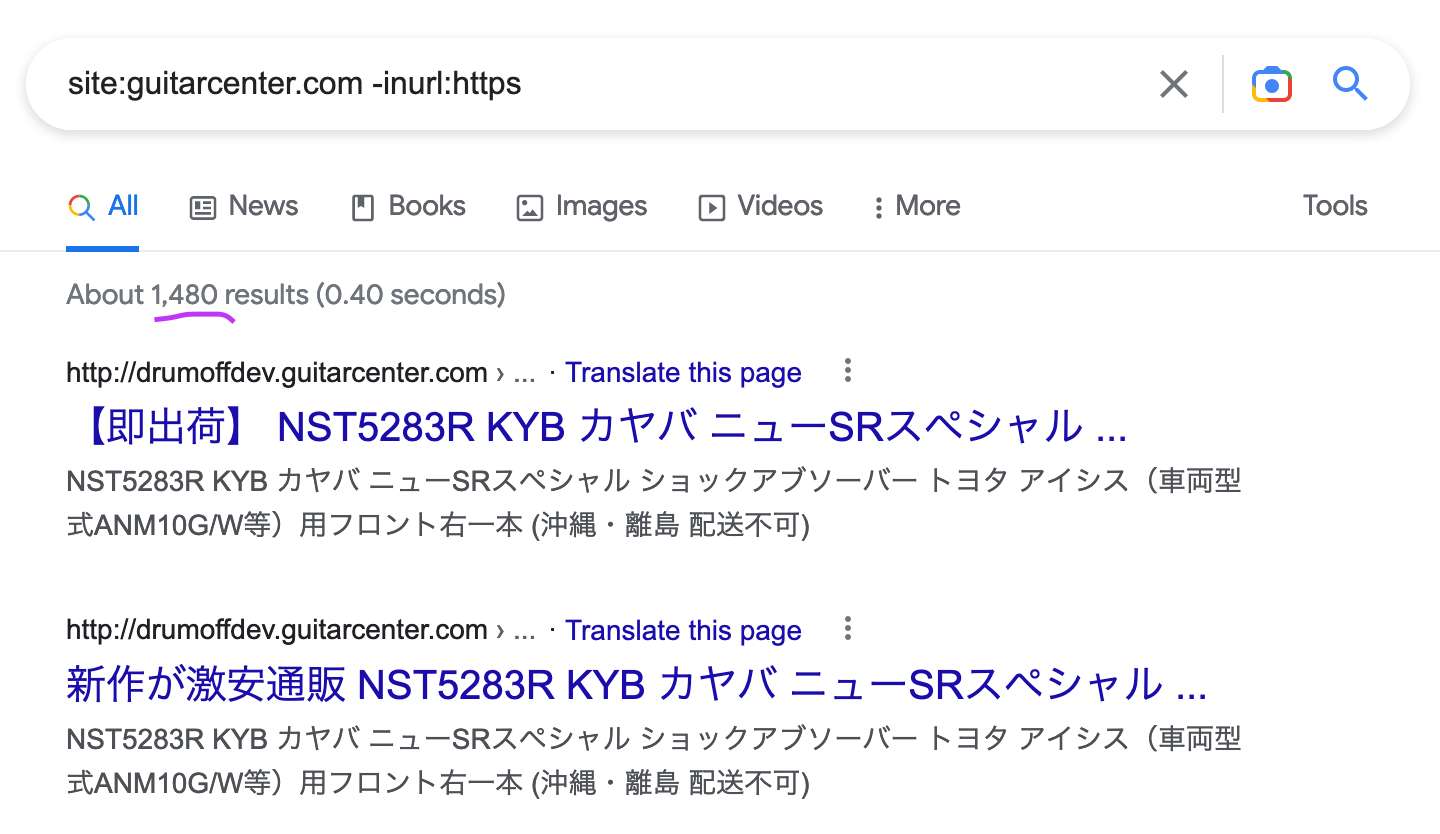 site:guitarcenter.com -inurl:https
All News Books Images Videos More Tools
About 1,480 results (0.40 seconds)
http://drumoffdev.guitarcenter.com › ... · Translate this page
【即出荷】 NST5283R KYB カヤバ ニューSRスペシャル ...
NST5283R KYB カヤバ ニューSRスペシャル ショックアブソーバー トヨタ アイシス（車両型
式ANM10G/W等）用フロント右一本 (沖縄・離島 配送不可)
http://drumoffdev.guitarcenter.com › ... · Translate this page
新作が激安通販 NST5283R KYB カヤバ ニューSRスペシャル ...
NST5283R KYB カヤバ ニューSRスペシャル ショックアブソーバー トヨタ アイシス（車両型
式ANM10G/W等）用フロント右一本 (沖縄・離島 配送不可)